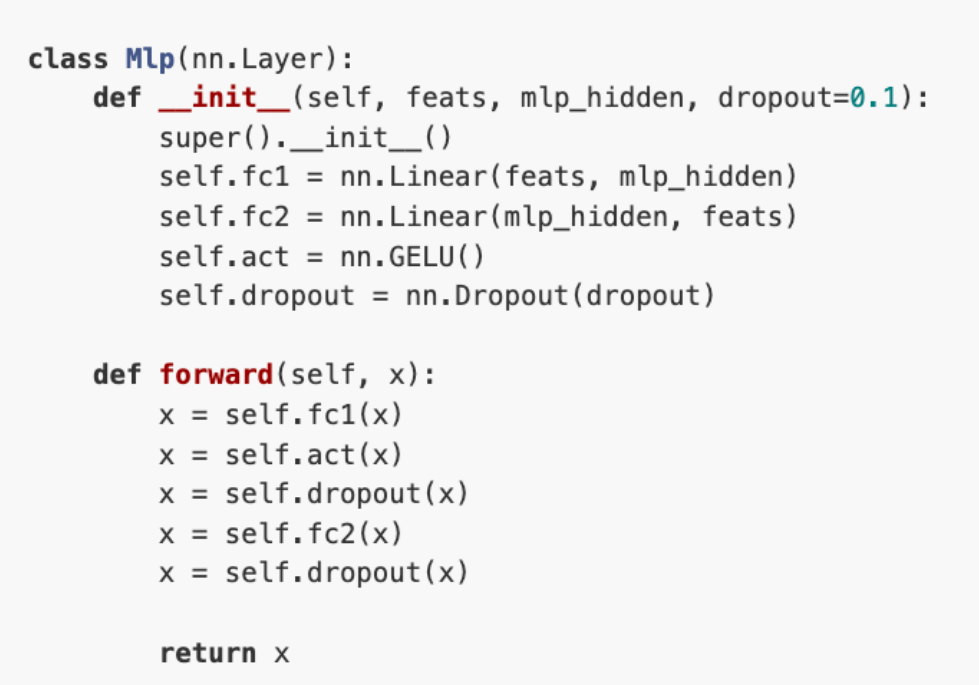 class Mlp(nn.Layer):
    def __init__(self, feats, mlp_hidden, dropout=0.1):
        super().__init__()
        self.fc1 = nn.Linear(feats, mlp_hidden)
        self.fc2 = nn.Linear(mlp_hidden, feats)
        self.act = nn.GELU()
        self.dropout = nn.Dropout(dropout)

    def forward(self, x):
        x = self.fc1(x)
        x = self.act(x)
        x = self.dropout(x)
        x = self.fc2(x)
        x = self.dropout(x)

        return x